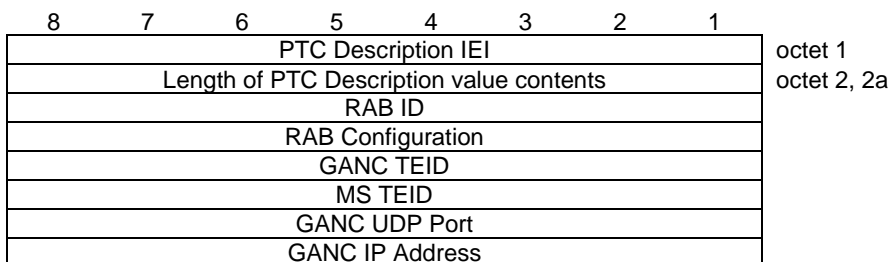 8 7 6 5 4 3 2 1
PTC Description IEI octet 1
Length of PTC Description value contents octet 2, 2a
RAB ID
RAB Configuration
GANC TEID
MS TEID
GANC UDP Port
GANC IP Address